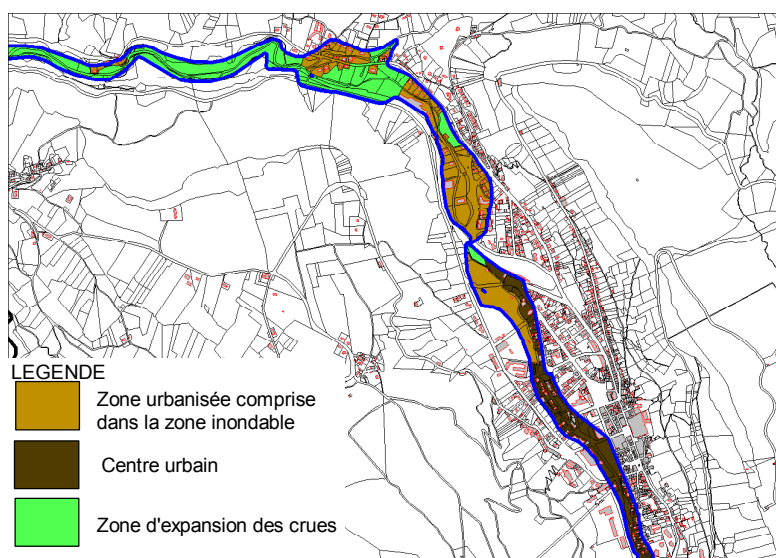 LEGENDE
Zone urbanisée comprise
dans la zone inondable
Centre urbain
Zone d'expansion des crues